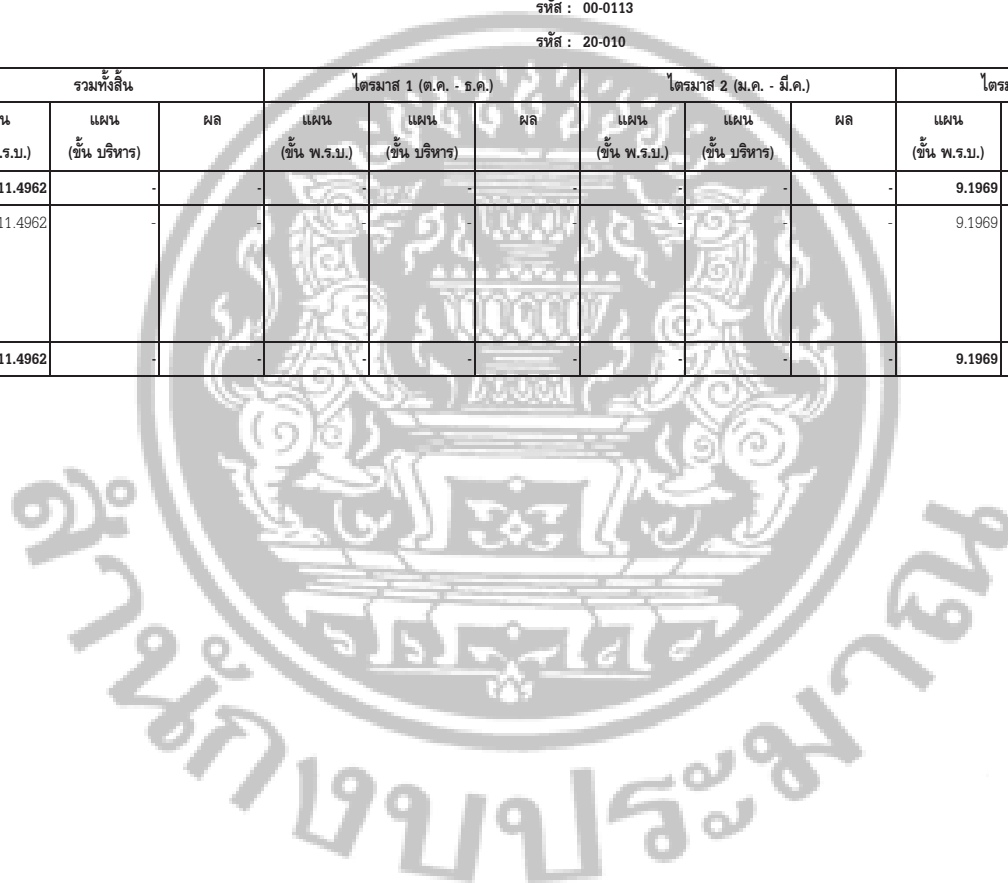 รหัส : 00-0113
รหัส : 20-010
รวมทั้งสิ้น ไตรมาส 1 (ต.ค. - ธ.ค.) ไตรมาส 2 (ม.ค. - มี.ค.)
แผน ผล แผน แผน ผล แผน แผน ผล แผน
(ขั้น บริหาร) (ขั้น พ.ร.บ.) (ขั้น บริหาร) (ขั้น พ.ร.บ.) (ขั้น บริหาร) (ขั้น พ.ร.บ.)
11.4962 - - - - - - - - 9.1969
11.4962 - - - - - - - - 9.1969
11.4962 - - - - - - - - 9.1969
สำนักงบประมาณ